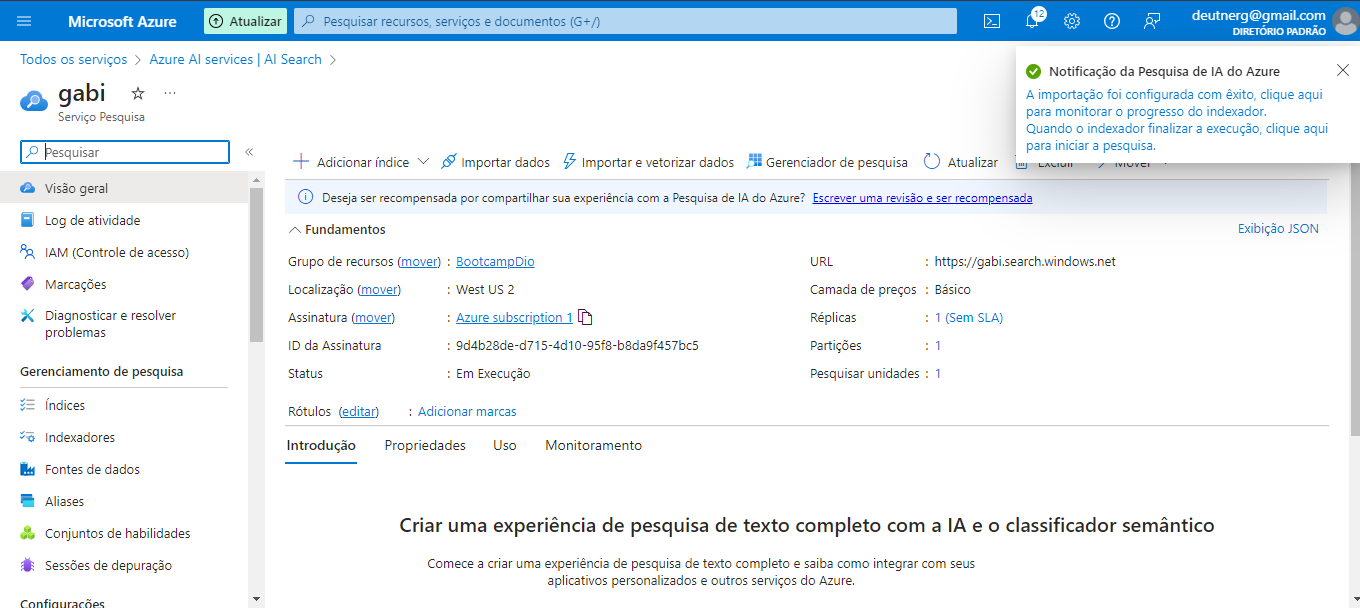 Microsoft Azure
Atualizar
Pesquisar recursos, serviços e documentos (G+/)
12
deutnerg@gmail.com
DIRETÓRIO PADRÃO
Todos os serviços > Azure AI services | AI Search >
gabi
Serviço Pesquisa
Notificação da Pesquisa de IA do Azure
A importação foi configurada com êxito, clique aqui
para monitorar o progresso do indexador.
Quando o indexador finalizar a execução, clique aqui
para iniciar a pesquisa.
Pesquisar
Visão geral
Log de atividade
IAM (Controle de acesso)
Marcações
Diagnosticar e resolver
problemas
Gerenciamento de pesquisa
Índices
Indexadores
Fontes de dados
Aliases
Conjuntos de habilidades
Sessões de depuração
Configurações
Adicionar índice
Importar dados
Importar e vetorizar dados
Gerenciador de pesquisa
Atualizar
Excluir
Mover
Deseja ser recompensada por compartilhar sua experiência com a Pesquisa de IA do Azure? Escrever uma revisão e ser recompensada
Fundamentos
Exibição JSON
Grupo de recursos (mover) : BootcampDio
Localização (mover) : West US 2
Assinatura (mover) : Azure subscription 1
ID da Assinatura : 9d4b28de-d715-4d10-95f8-b8da9f457bc5
Status : Em Execução
URL : https://gabi.search.windows.net
Camada de preços : Básico
Réplicas : 1 (Sem SLA)
Partições : 1
Pesquisar unidades : 1
Rótulos (editar) : Adicionar marcas
Introdução
Propriedades
Uso
Monitoramento
Criar uma experiência de pesquisa de texto completo com a IA e o classificador semântico
Comece a criar uma experiência de pesquisa de texto completo e saiba como integrar com seus
aplicativos personalizados e outros serviços do Azure.